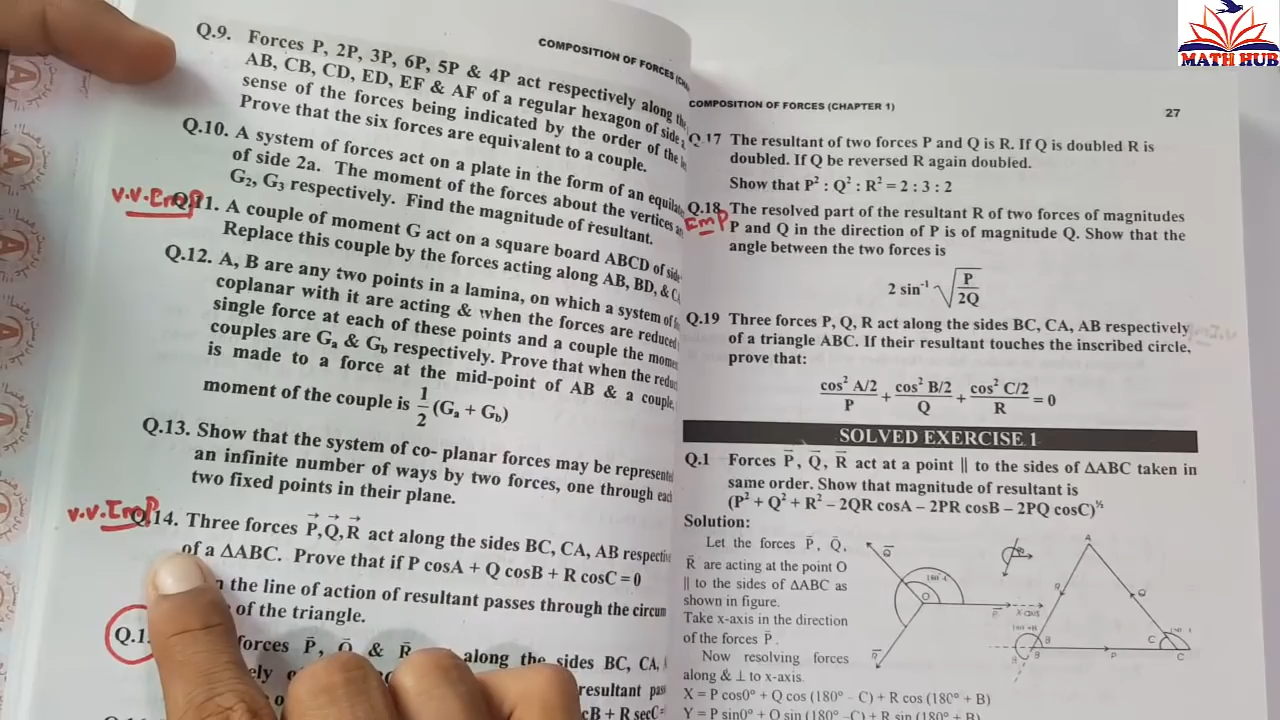 MATH HUB
COMPOSITION OF FORCES
Q.9. Forces P, 2P, 3P, 6P, 5P & 4P act respectively along the
AB, CB, CD, ED, EF & AF of a regular hexagon of side a
sense of the forces being indicated by the order of the
Prove that the six forces are equivalent to a couple.
Q.10. A system of forces act on a plate in the form of an
of side 2a. The moment of the forces about the vertices
G₂, G₃ respectively. Find the magnitude of resultant.
v.v.Imp
Q.11. A couple of moment G act on a square board ABCD of
Replace this couple by the forces acting along AB, BD, &
Q.12. A, B are any two points in a lamina, on which a system of
coplanar with it are acting & when the forces are reduced
single force at each of these points and a couple the
couples are Gₐ & G_b respectively. Prove that when the
is made to a force at the mid-point of AB & a couple,
moment of the couple is 1/2 (Gₐ + G_b)
Q.13. Show that the system of co- planar forces may be
an infinite number of ways by two forces, one through
two fixed points in their plane.
v.v.Imp
Q.14. Three forces P⃗, Q⃗, R⃗ act along the sides BC, CA, AB
of a ΔABC. Prove that if P cosA + Q cosB + R cosC = 0
the line of action of resultant passes through the
of the triangle.
forces P̄, Q̄ & R̄ along the sides BC, CA,
resultant
B + R secC=
COMPOSITION OF FORCES (CHAPTER 1)
27
Q.17 The resultant of two forces P and Q is R. If Q is doubled R is
doubled. If Q be reversed R again doubled.
Show that P² : Q² : R² = 2 : 3 : 2
Imp
Q.18 The resolved part of the resultant R of two forces of magnitudes
P and Q in the direction of P is of magnitude Q. Show that the
angle between the two forces is
2 sin⁻¹ √(P/2Q)
Q.19 Three forces P, Q, R act along the sides BC, CA, AB respectively
of a triangle ABC. If their resultant touches the inscribed circle,
prove that:
cos² A/2 / P + cos² B/2 / Q + cos² C/2 / R = 0
SOLVED EXERCISE 1
Q.1 Forces P̄, Q̄, R̄ act at a point || to the sides of ΔABC taken in
same order. Show that magnitude of resultant is
(P² + Q² + R² – 2QR cosA – 2PR cosB – 2PQ cosC)^½
Solution:
Let the forces P̄, Q̄,
R̄ are acting at the point O
|| to the sides of ΔABC as
shown in figure.
Take x-axis in the direction
of the forces P̄.
Now resolving forces
along & ⊥ to x-axis.
X = P cos0° + Q cos (180° – C) + R cos (180° + B)
Y = P sin0° + Q sin (180° – C) + R sin (180° + B)
Q̄
O
P̄
R̄
A
R
Q
B
P
C